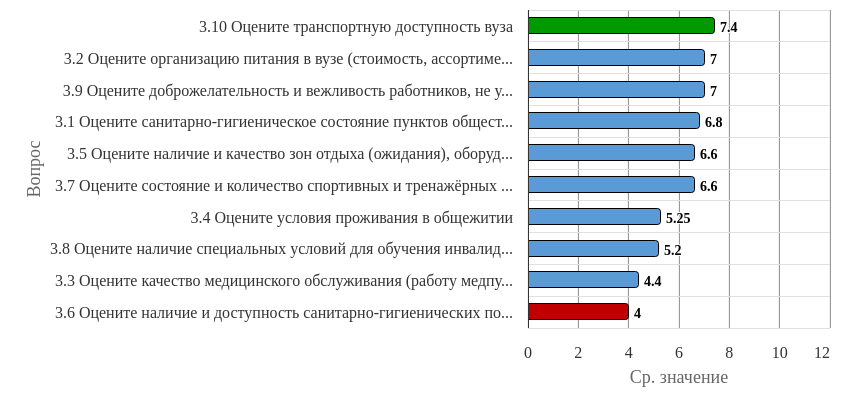 3.10 Оцените транспортную доступность вуза 7.4
3.2 Оцените организацию питания в вузе (стоимость, ассортиме... 7
3.9 Оцените доброжелательность и вежливость работников, не у... 7
3.1 Оцените санитарно-гигиеническое состояние пунктов общест... 6.8
3.5 Оцените наличие и качество зон отдыха (ожидания), оборуд... 6.6
3.7 Оцените состояние и количество спортивных и тренажёрных ... 6.6
3.4 Оцените условия проживания в общежитии 5.25
3.8 Оцените наличие специальных условий для обучения инвалид... 5.2
3.3 Оцените качество медицинского обслуживания (работу медпу... 4.4
3.6 Оцените наличие и доступность санитарно-гигиенических по... 4
Вопрос
0 2 4 6 8 10 12
Ср. значение